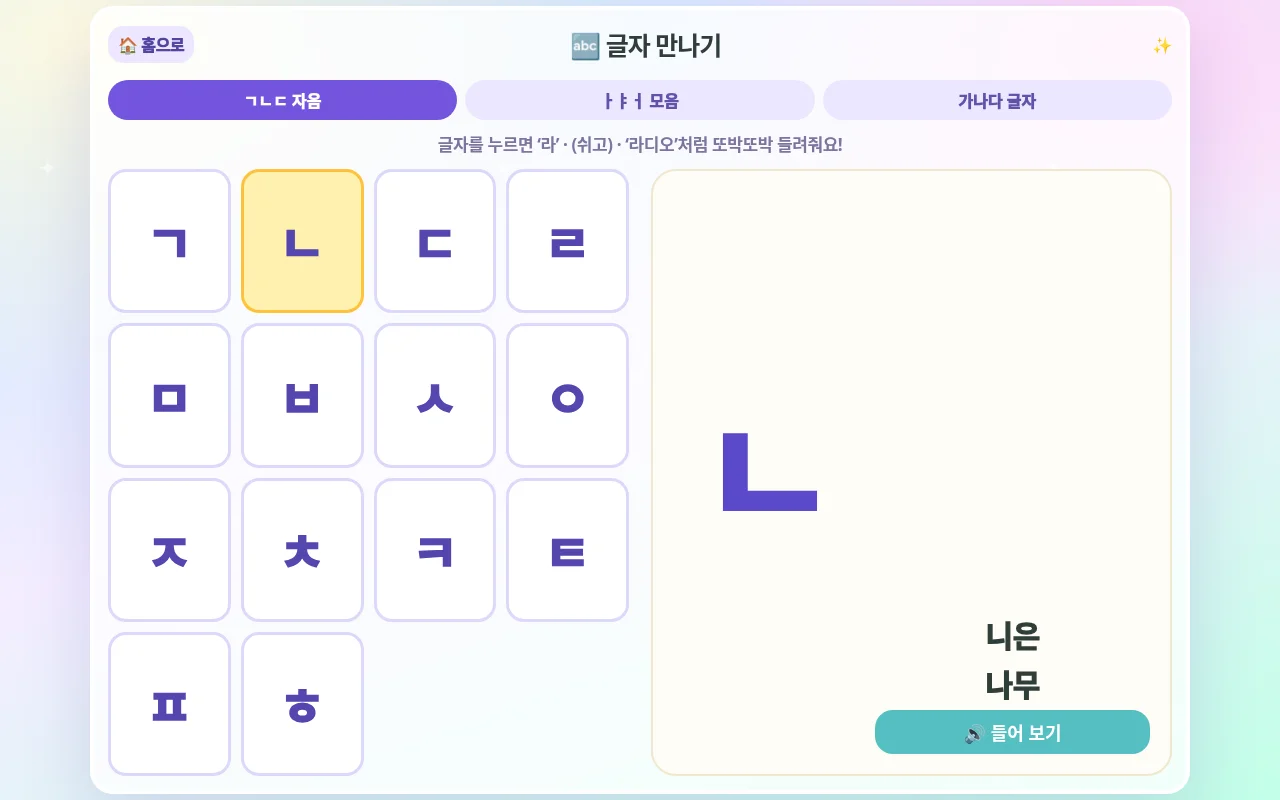 🏠 홈으로
🔤 글자 만나기
✨
ㄱㄴㄷ 자음
ㅏㅑㅓ 모음
가나다 글자
글자를 누르면 ‘라’ · (쉬고) · ‘라디오’처럼 또박또박 들려줘요!
ㄱ ㄴ ㄷ ㄹ
ㅁ ㅂ ㅅ ㅇ
ㅈ ㅊ ㅋ ㅌ
ㅍ ㅎ
ㄴ
니은
나무
🔊 들어 보기